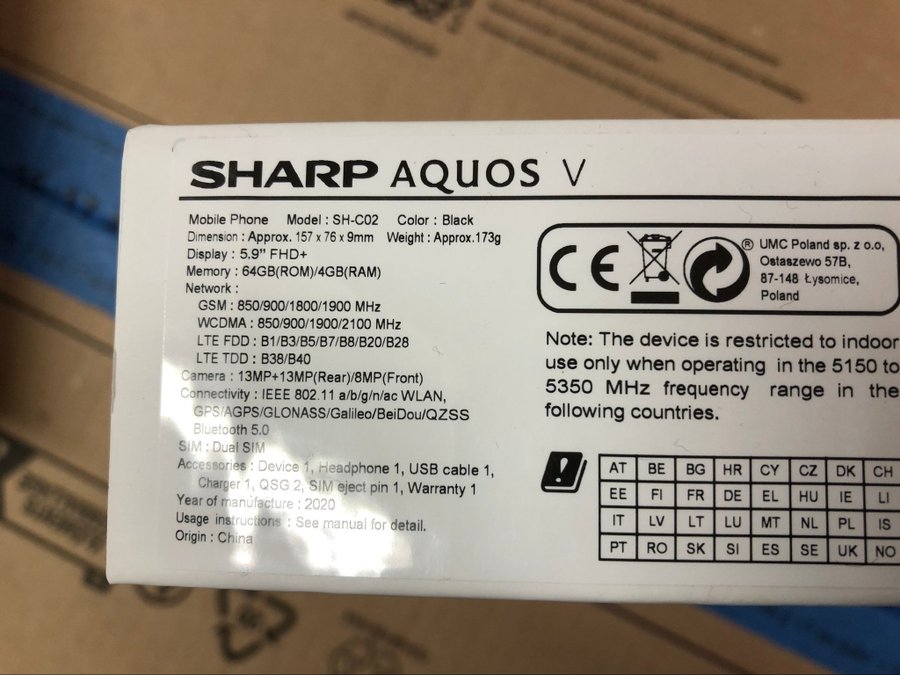 SHARP AQUOS V
Mobile Phone Model : SH-C02 Color : Black
Dimension : Approx. 157 x 76 x 9mm Weight : Approx.173g
Display : 5.9” FHD+
Memory : 64GB(ROM)/4GB(RAM)
Network :
GSM : 850/900/1800/1900 MHz
WCDMA : 850/900/1900/2100 MHz
LTE FDD : B1/B3/B5/B7/B8/B20/B28
LTE TDD : B38/B40
Camera : 13MP+13MP(Rear)/8MP(Front)
Connectivity : IEEE 802.11 a/b/g/n/ac WLAN,
GPS/AGPS/GLONASS/Galileo/BeiDou/QZSS
Bluetooth 5.0
SIM : Dual SIM
Accessories : Device 1, Headphone 1, USB cable 1,
Charger 1, QSG 2, SIM eject pin 1, Warranty 1
Year of manufacture : 2020
Usage instructions : See manual for detail.
Origin : China
CE
®
UMC Poland sp. z o.o,
Ostaszewo 57B,
87-148 Łysomice,
Poland
Note: The device is restricted to indoor
use only when operating in the 5150 to
5350 MHz frequency range in the
following countries.
AT BE BG HR CY CZ DK CH
EE FI FR DE EL HU IE LI
IT LV LT LU MT NL PL IS
PT RO SK SI ES SE UK NO